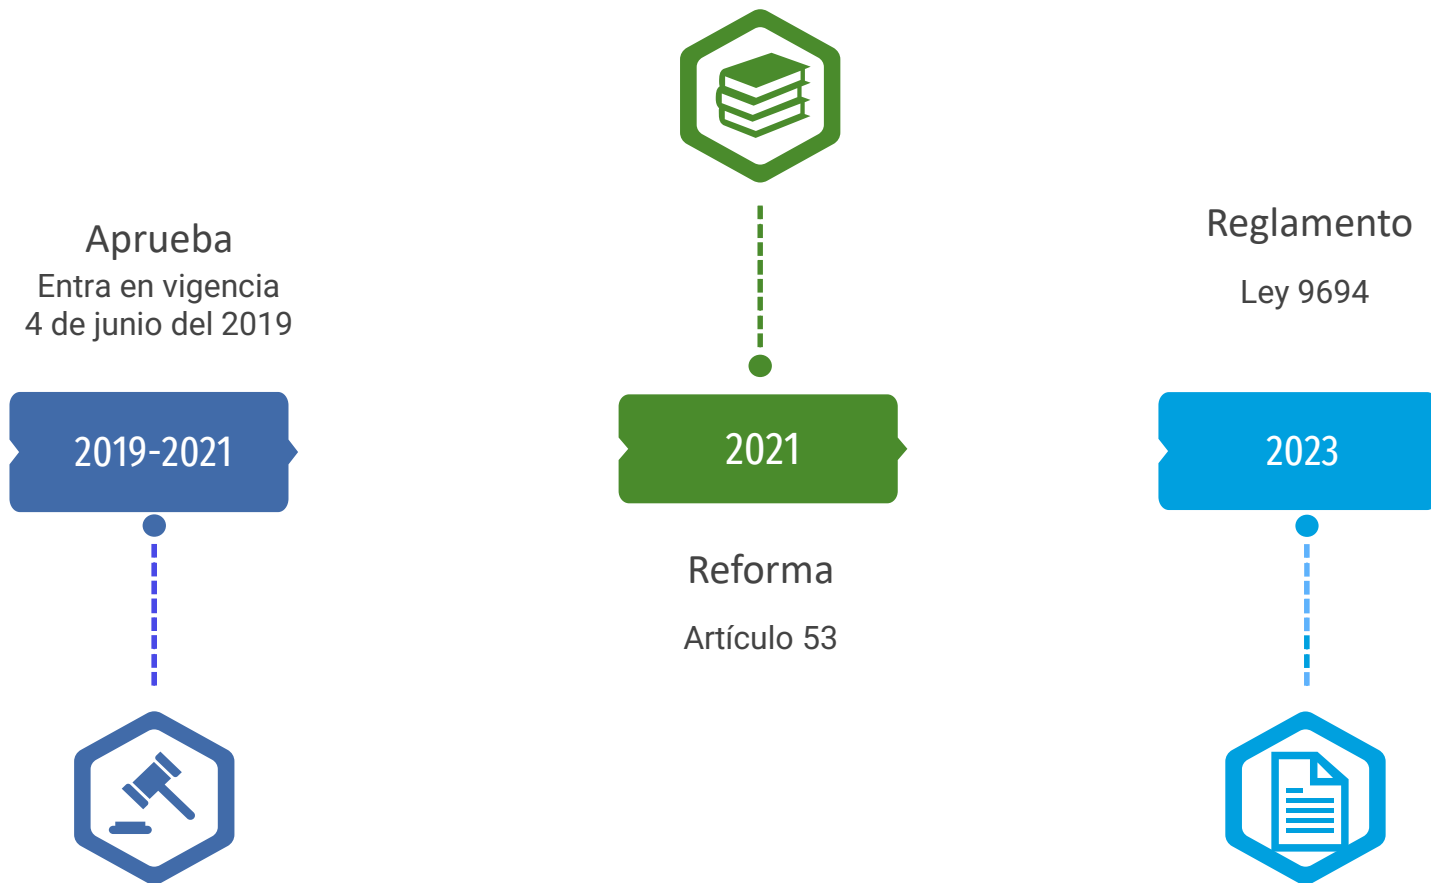 Aprueba
Entra en vigencia
4 de junio del 2019
2019-2021
2021
Reforma
Artículo 53
Reglamento
Ley 9694
2023